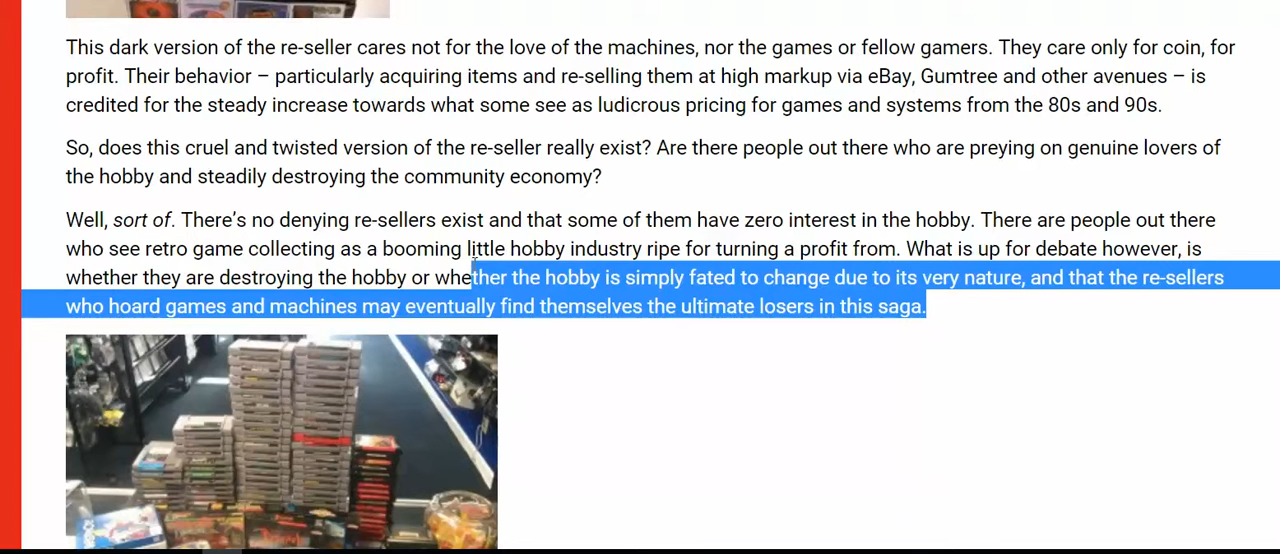 This dark version of the re-seller cares not for the love of the machines, nor the games or fellow gamers. They care only for coin, for
profit. Their behavior – particularly acquiring items and re-selling them at high markup via eBay, Gumtree and other avenues – is
credited for the steady increase towards what some see as ludicrous pricing for games and systems from the 80s and 90s.
So, does this cruel and twisted version of the re-seller really exist? Are there people out there who are preying on genuine lovers of
the hobby and steadily destroying the community economy?
Well, sort of. There's no denying re-sellers exist and that some of them have zero interest in the hobby. There are people out there
who see retro game collecting as a booming little hobby industry ripe for turning a profit from. What is up for debate however, is
whether they are destroying the hobby or whether the hobby is simply fated to change due to its very nature, and that the re-sellers
who hoard games and machines may eventually find themselves the ultimate losers in this saga.